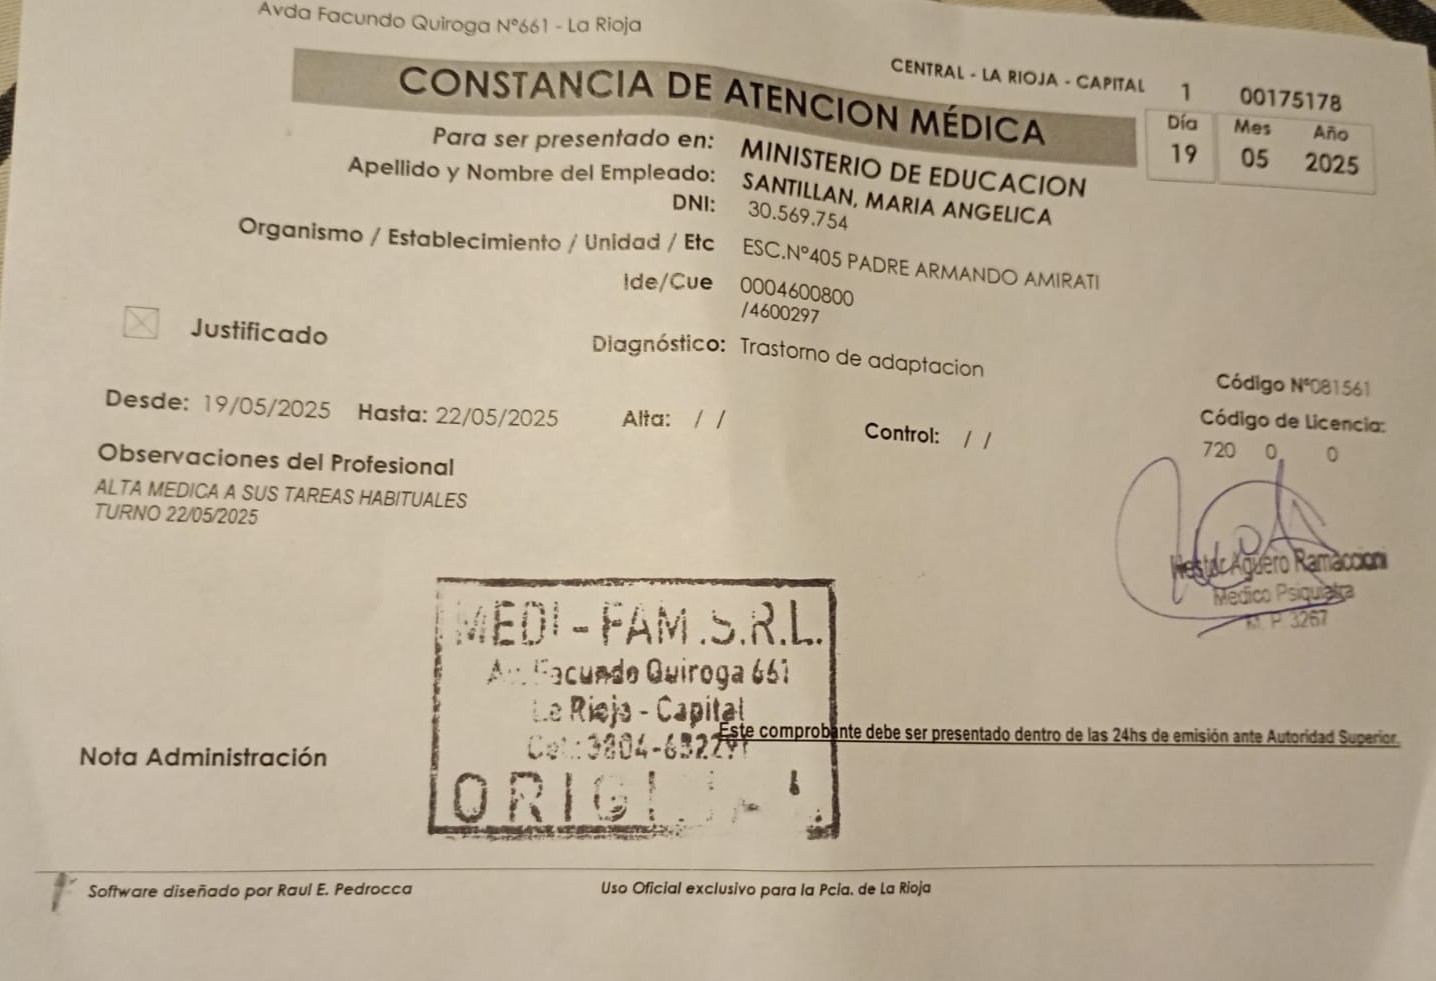 Avda Facundo Quiroga Nº661 - La Rioja
CENTRAL - LA RIOJA - CAPITAL 1 00175178
CONSTANCIA DE ATENCION MÉDICA
Día Mes Año
19 05 2025
Para ser presentado en: MINISTERIO DE EDUCACION
Apellido y Nombre del Empleado: SANTILLAN, MARIA ANGELICA
DNI: 30.569.754
Organismo / Establecimiento / Unidad / Etc ESC.Nº405 PADRE ARMANDO AMIRATI
Ide/Cue 0004600800
/4600297
Justificado
Diagnóstico: Trastorno de adaptacion
Código Nº081561
Desde: 19/05/2025 Hasta: 22/05/2025 Alta: / / Control: / /
Código de Licencia:
720 0 0
Observaciones del Profesional
ALTA MEDICA A SUS TAREAS HABITUALES
TURNO 22/05/2025
Aguero Ramaccioni
Medico Psiquiatra
M. P. 3267
MEDI - FAM.S.R.L.
Facundo Quiroga 661
La Rioja - Capital
Este comprobante debe ser presentado dentro de las 24hs de emisión ante Autoridad Superior.
Nota Administración
Software diseñado por Raul E. Pedrocca
Uso Oficial exclusivo para la Pcia. de La Rioja